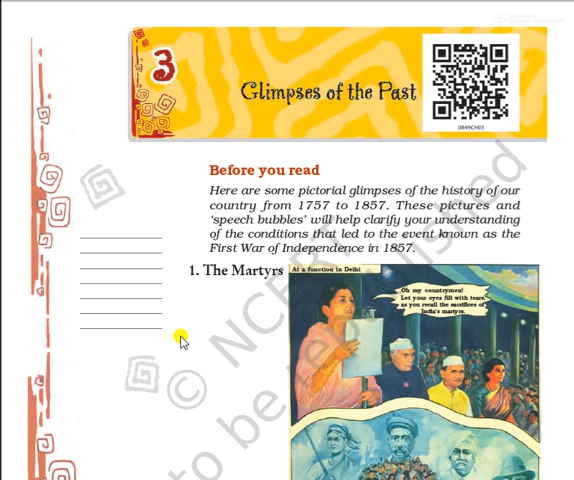 3
Glimpses of the Past
0849CH03
Before you read
Here are some pictorial glimpses of the history of our
country from 1757 to 1857. These pictures and
‘speech bubbles’ will help clarify your understanding
of the conditions that led to the event known as the
First War of Independence in 1857.
1. The Martyrs
At a function in Delhi
Oh my countrymen!
Let your eyes fill with tears,
as you recall the sacrifices of
India's martyrs.
© NCERT
to be republished